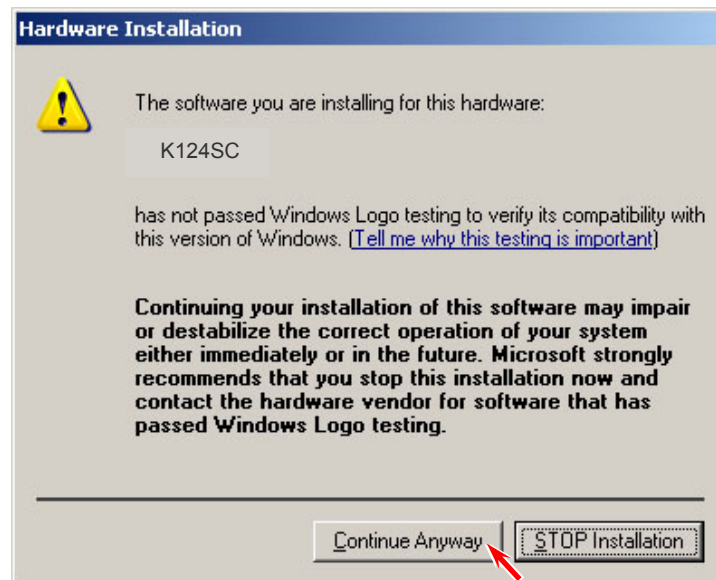 Hardware Installation
The software you are installing for this hardware:
K124SC
has not passed Windows Logo testing to verify its compatibility with
this version of Windows. (Tell me why this testing is important)
Continuing your installation of this software may impair
or destabilize the correct operation of your system
either immediately or in the future. Microsoft strongly
recommends that you stop this installation now and
contact the hardware vendor for software that has
passed Windows Logo testing.
Continue Anyway STOP Installation